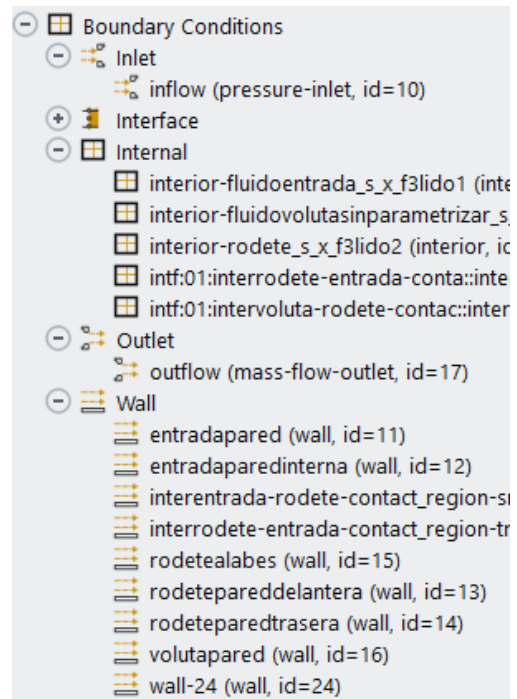 Boundary Conditions
Inlet
inflow (pressure-inlet, id=10)
Interface
Internal
interior-fluidoentrada_s_x_f3lido1 (inte
interior-fluidovolutasinparametrizar_s_
interior-rodete_s_x_f3lido2 (interior, id
intf:01:interrodete-entrada-conta::inter
intf:01:intervoluta-rodete-contac::inter
Outlet
outflow (mass-flow-outlet, id=17)
Wall
entradapared (wall, id=11)
entradaparedinterna (wall, id=12)
interentrada-rodete-contact_region-sr
interrodete-entrada-contact_region-tr
rodetealabes (wall, id=15)
rodetepareddelantera (wall, id=13)
rodeteparedtrasera (wall, id=14)
volutapared (wall, id=16)
wall-24 (wall, id=24)